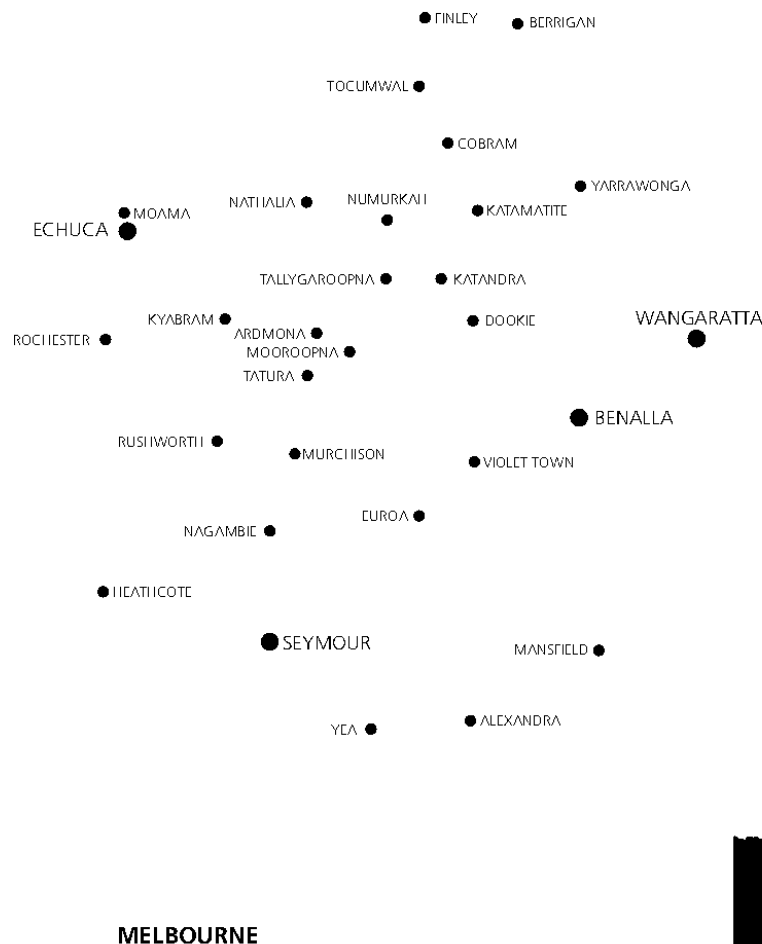 FINLEY
BERRIGAN
TOCUMWAL
COBRAM
YARRAWONGA
NATHALIA
NUMURKAH
KATAMATITE
MOAMA
ECHUCA
TALLYGAROOPNA
KATANDRA
KYABRAM
DOOKIE
WANGARATTA
ARDMONA
ROCHESTER
MOOROOPNA
TATURA
BENALLA
RUSHWORTH
MURCHISON
VIOLET TOWN
EUROA
NAGAMBIE
HEATHCOTE
SEYMOUR
MANSFIELD
ALEXANDRA
YEA
MELBOURNE